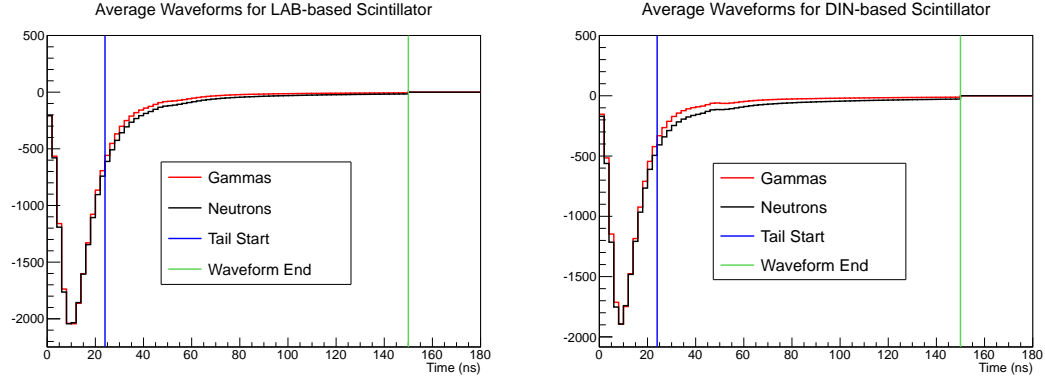 Average Waveforms for LAB-based Scintillator
500
0
-500
-1000
-1500
-2000
Gammas
Neutrons
Tail Start
Waveform End
0 20 40 60 80 100 120 140 160 180
Time (ns)
Average Waveforms for DIN-based Scintillator
500
0
-500
-1000
-1500
-2000
Gammas
Neutrons
Tail Start
Waveform End
0 20 40 60 80 100 120 140 160 180
Time (ns)